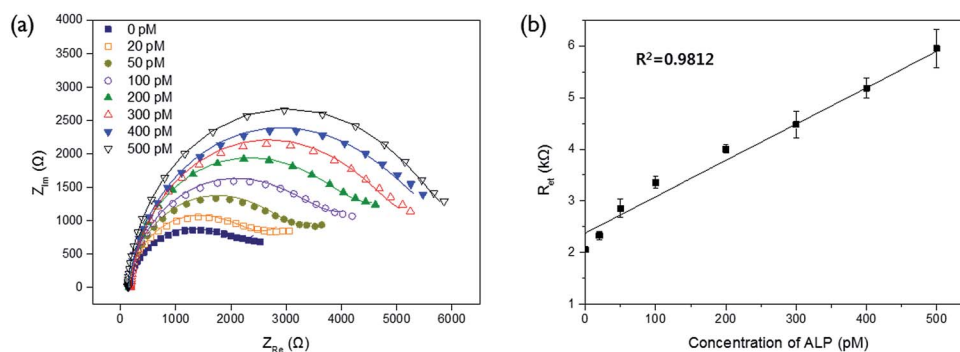 (a)
4000
3500
3000
2500
2000
1500
1000
500
0
Z_Im (Ω)
0 pM
20 pM
50 pM
100 pM
200 pM
300 pM
400 pM
500 pM
0 1000 2000 3000 4000 5000 6000
Z_Re (Ω)
(b)
6
5
4
3
2
1
R_et (kΩ)
R²=0.9812
0 100 200 300 400 500
Concentration of ALP (pM)